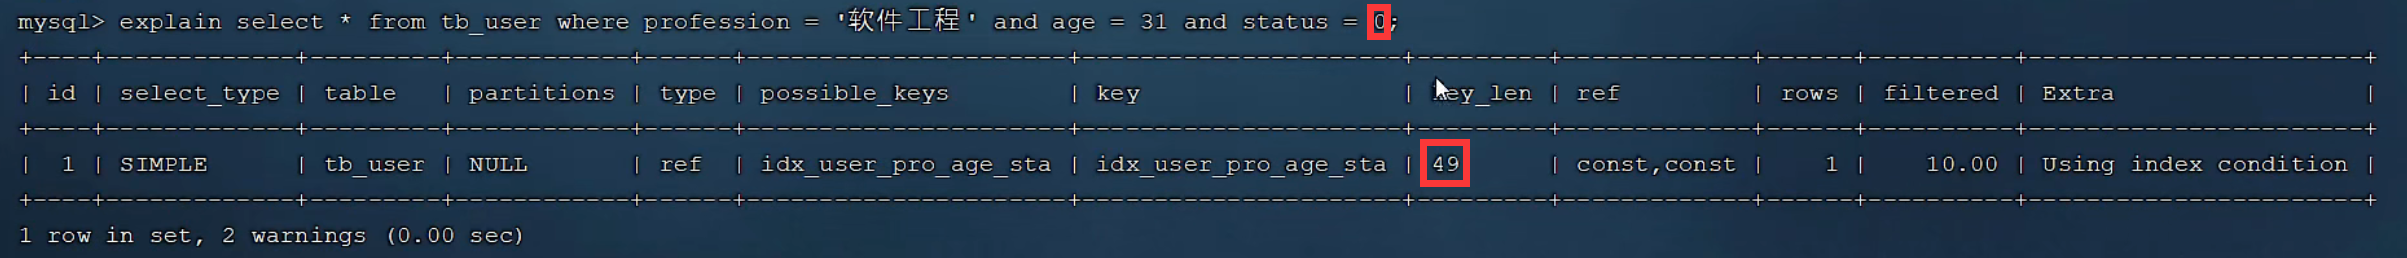 mysql> explain select * from tb_user where profession = '软件工程' and age = 31 and status = 0;
+----+-------------+---------+------------+------+--------------------+--------------------+---------+-------------+------+----------+-----------------------+
| id | select_type | table   | partitions | type | possible_keys      | key                | key_len | ref         | rows | filtered | Extra                 |
+----+-------------+---------+------------+------+--------------------+--------------------+---------+-------------+------+----------+-----------------------+
|  1 | SIMPLE      | tb_user | NULL       | ref  | idx_user_pro_age_sta | idx_user_pro_age_sta | 49      | const,const |    1 |    10.00 | Using index condition |
+----+-------------+---------+------------+------+--------------------+--------------------+---------+-------------+------+----------+-----------------------+
1 row in set, 2 warnings (0.00 sec)